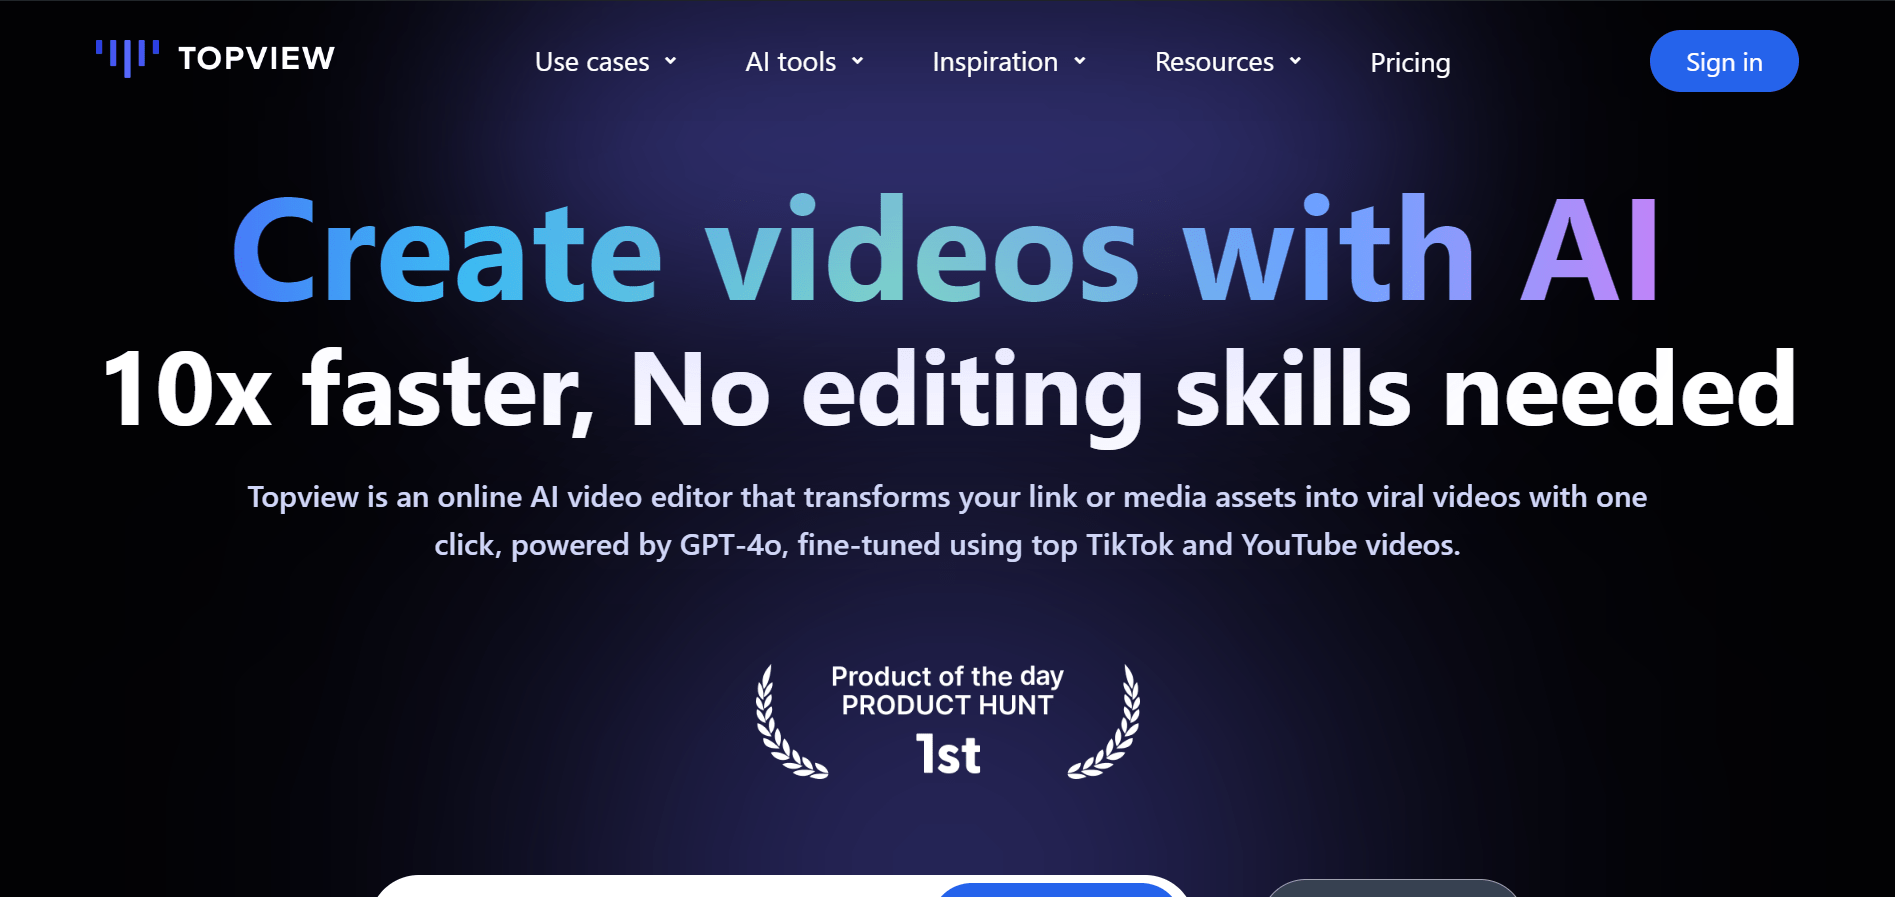 TOPVIEW
Use cases
AI tools
Inspiration
Resources
Pricing
Sign in
Create videos with AI
10x faster, No editing skills needed
Topview is an online AI video editor that transforms your link or media assets into viral videos with one
click, powered by GPT-4o, fine-tuned using top TikTok and YouTube videos.
Product of the day
PRODUCT HUNT
1st